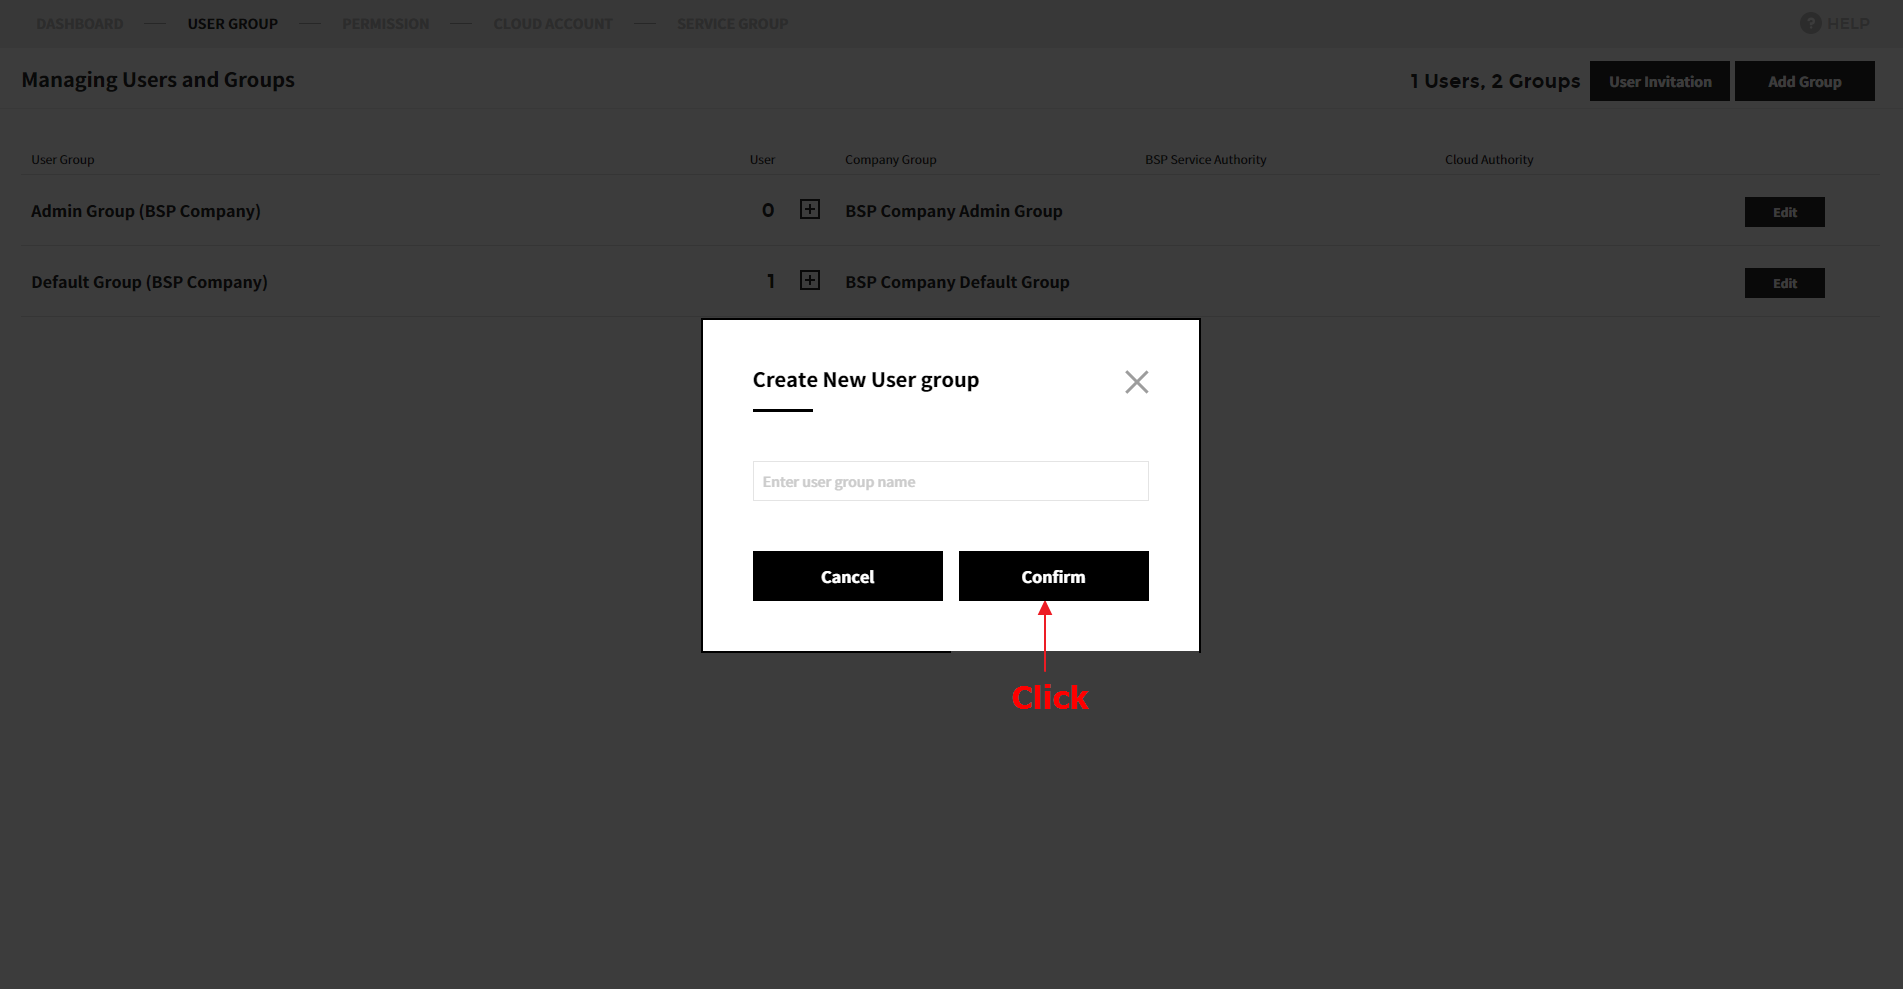 DASHBOARD — USER GROUP — PERMISSION — CLOUD ACCOUNT — SERVICE GROUP ? HELP
Managing Users and Groups 1 Users, 2 Groups User Invitation Add Group
User Group User Company Group BSP Service Authority Cloud Authority
Admin Group (BSP Company) 0 BSP Company Admin Group Edit
Default Group (BSP Company) 1 BSP Company Default Group Edit
Create New User group
Enter user group name
Cancel Confirm
Click